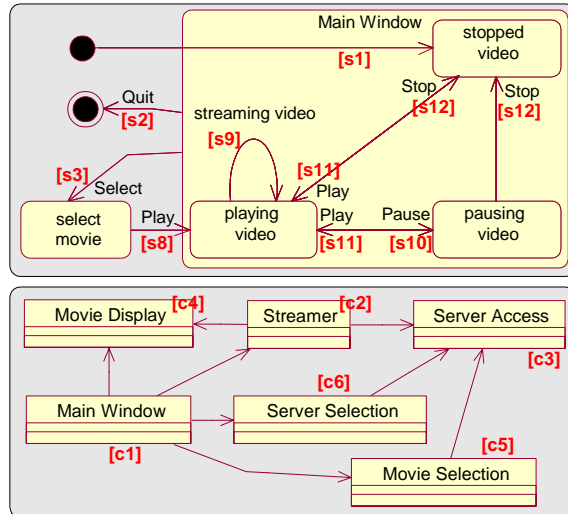 Main Window
stopped
video
[s1]
Quit
[s2]
streaming video
[s9]
Stop
[s12]
Stop
[s12]
[s3]
Select
[s11]
Play
select
movie
Play
[s8]
playing
video
Play
[s11]
Pause
[s10]
pausing
video
Movie Display
[c4]
Streamer
[c2]
Server Access
[c3]
Main Window
[c1]
[c6]
Server Selection
[c5]
Movie Selection